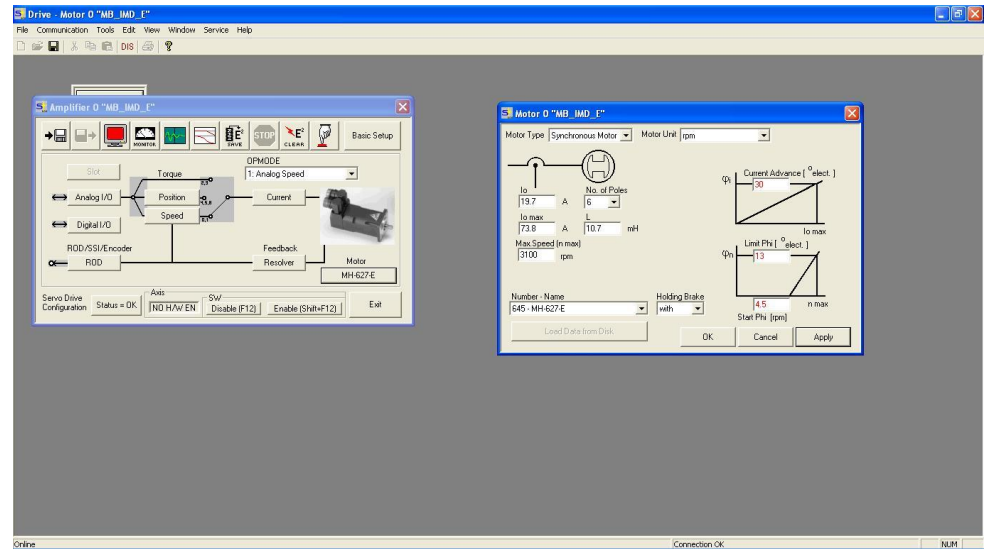 Drive - Motor 0 "MB_IMD_E"
File Communication Tools Edit View Window Service Help
DIS
Amplifier 0 "MB_IMD_E"
MONITOR
SAVE
STOP
CLEAR
Basic Setup
OPMODE
1: Analog Speed
Slot
Torque
Analog I/O
Position
Current
Speed
Digital I/O
ROD/SSI/Encoder
Feedback
ROD
Resolver
Motor
MH-627-E
Servo Drive
Configuration
Status = OK
Axis
NO H/W EN
SW
Disable (F12)
Enable (Shift+F12)
Exit
Motor 0 "MB_IMD_E"
Motor Type Synchronous Motor Motor Unit rpm
Io No. of Poles
19.7 A 6
Io max L
73.8 A 10.7 mH
Max.Speed (n max)
3100 rpm
φi Current Advance [ °elect. ]
30
Io max
Limit Phi [ °elect. ]
φn 13
4.5 n max
Start Phi [rpm]
Number - Name Holding Brake
645 - MH-627-E with
Load Data from Disk
OK Cancel Apply
Online Connection OK NUM